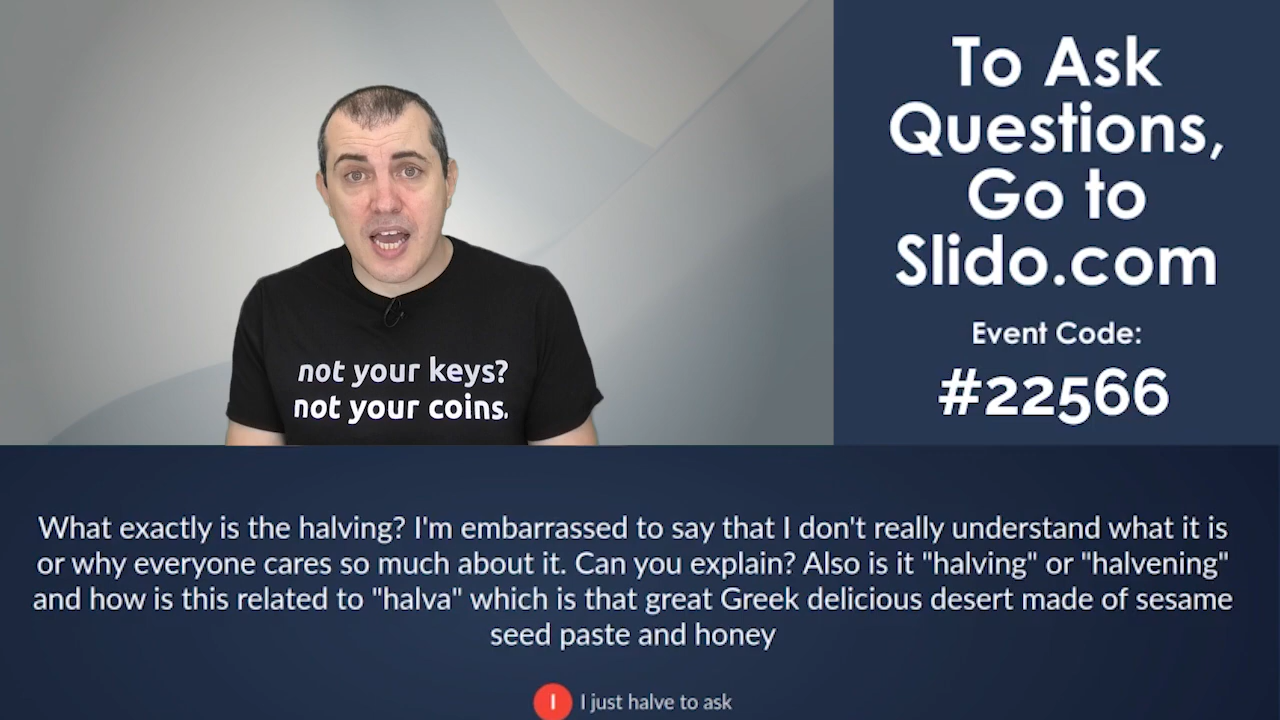 To Ask
Questions,
Go to
Slido.com
Event Code:
#22566
not your keys?
not your coins.
What exactly is the halving? I'm embarrassed to say that I don't really understand what it is
or why everyone cares so much about it. Can you explain? Also is it "halving" or "halvening"
and how is this related to "halva" which is that great Greek delicious desert made of sesame
seed paste and honey
I
I just halve to ask